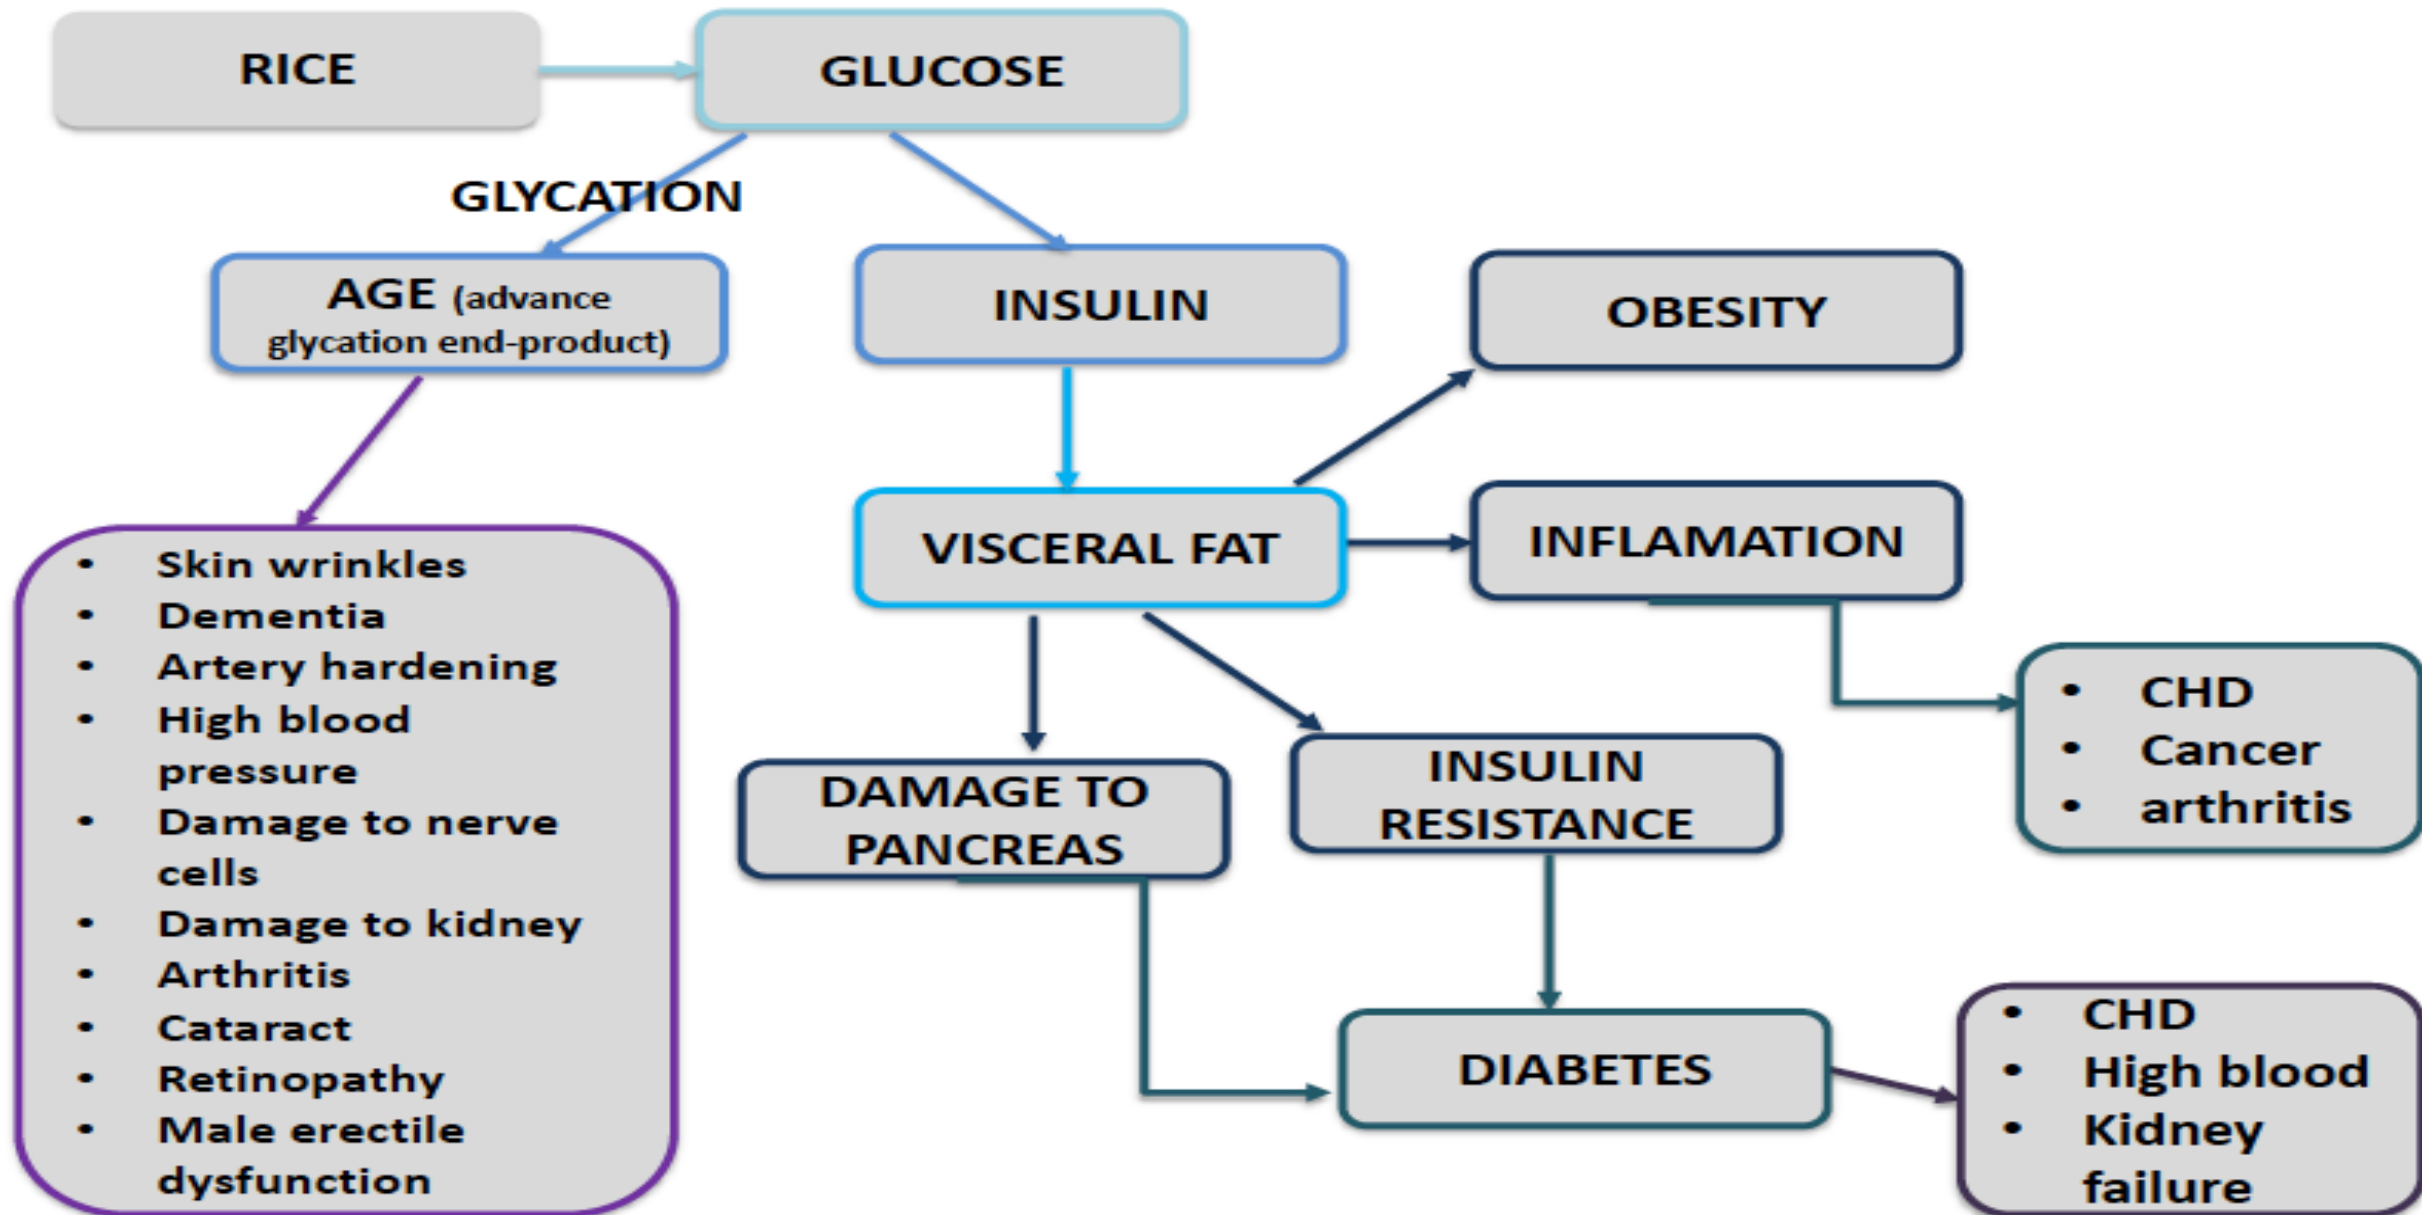 RICE
GLUCOSE
GLYCATION
AGE (advance
glycation end-product)
INSULIN
OBESITY
VISCERAL FAT
INFLAMATION
• Skin wrinkles
• Dementia
• Artery hardening
• High blood
pressure
• Damage to nerve
cells
• Damage to kidney
• Arthritis
• Cataract
• Retinopathy
• Male erectile
dysfunction
DAMAGE TO
PANCREAS
INSULIN
RESISTANCE
• CHD
• Cancer
• arthritis
DIABETES
• CHD
• High blood
• Kidney
failure